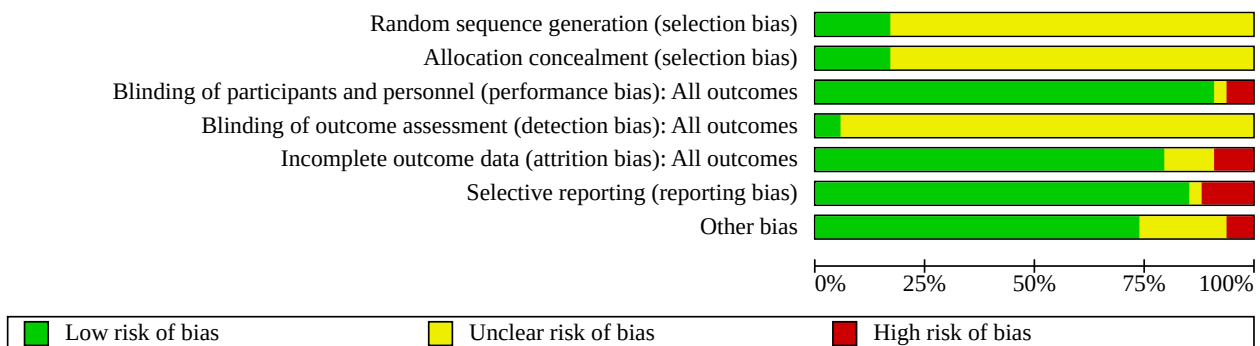 Random sequence generation (selection bias)
Allocation concealment (selection bias)
Blinding of participants and personnel (performance bias): All outcomes
Blinding of outcome assessment (detection bias): All outcomes
Incomplete outcome data (attrition bias): All outcomes
Selective reporting (reporting bias)
Other bias
0% 25% 50% 75% 100%
Low risk of bias Unclear risk of bias High risk of bias